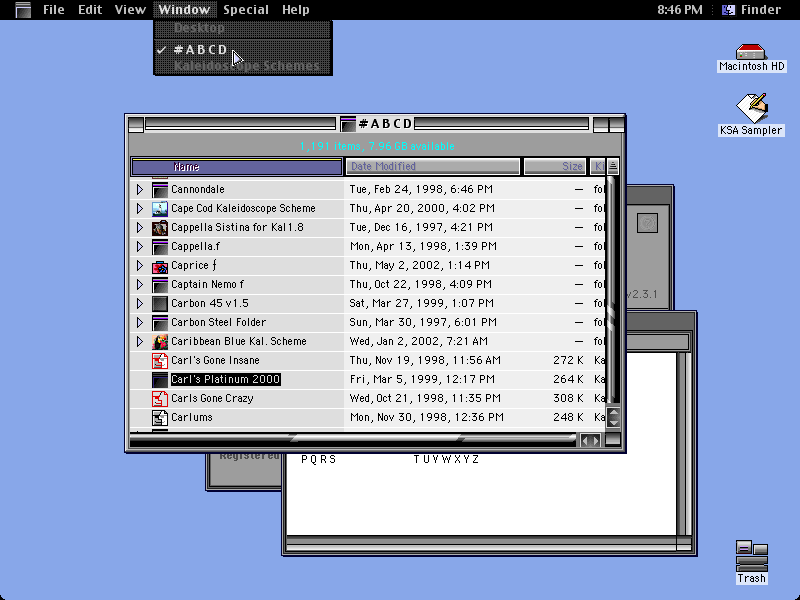 File Edit View Window Special Help 8:46 PM Finder
Desktop
✓ #ABCD
Kaleidoscope Schemes
Macintosh HD
KSA Sampler
#ABCD
1,191 items, 7.96 GB available
Name Date Modified Size Ki
Cannondale Tue, Feb 24, 1998, 6:46 PM — fol
Cape Cod Kaleidoscope Scheme Thu, Apr 20, 2000, 4:02 PM — fol
Cappella Sistina for Kal1.8 Tue, Dec 16, 1997, 4:21 PM — fol
Cappella.f Mon, Apr 13, 1998, 1:39 PM — fol
Caprice ƒ Thu, May 2, 2002, 1:14 PM — fol
Captain Nemo f Thu, Oct 22, 1998, 4:09 PM — fol
Carbon 45 v1.5 Sat, Mar 27, 1999, 1:07 PM — fol
Carbon Steel Folder Sun, Mar 30, 1997, 6:01 PM — fol
Caribbean Blue Kal. Scheme Wed, Jan 2, 2002, 7:21 AM — fol
Carl's Gone Insane Thu, Nov 19, 1998, 11:56 AM 272 K Ka
Carl's Platinum 2000 Fri, Mar 5, 1999, 12:17 PM 264 K Ka
Carls Gone Crazy Wed, Oct 21, 1998, 11:35 PM 308 K Ka
Carlums Mon, Nov 30, 1998, 12:36 PM 248 K Ka
v2.3.1
Registered
PQRS TUVWXYZ
Trash